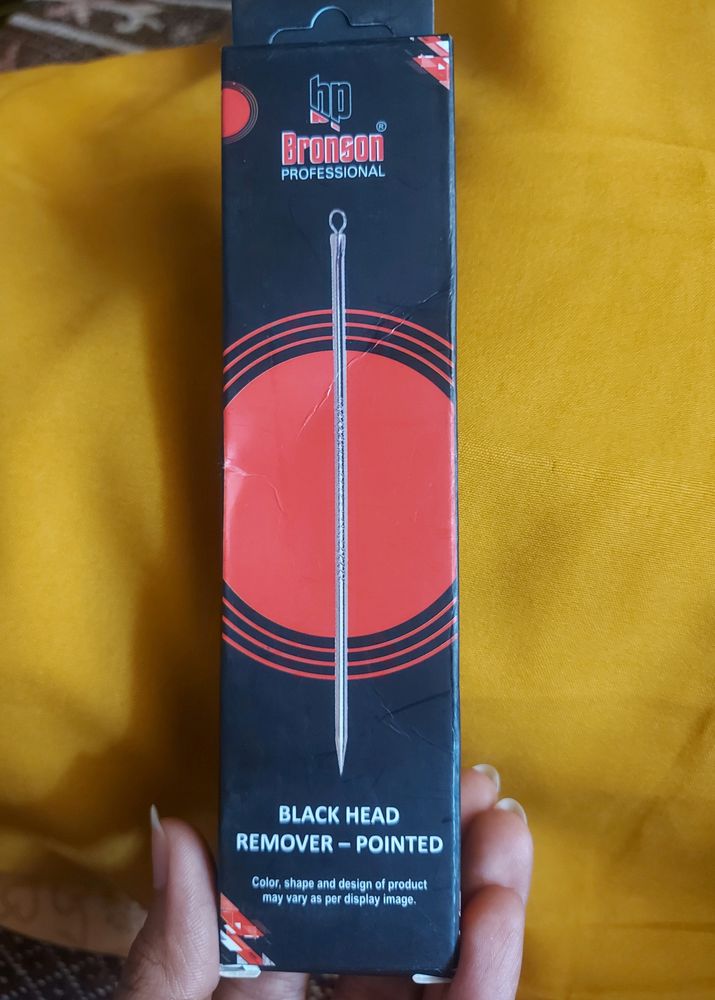 hp
Bronson®
PROFESSIONAL
BLACK HEAD
REMOVER – POINTED
Color, shape and design of product
may vary as per display image.